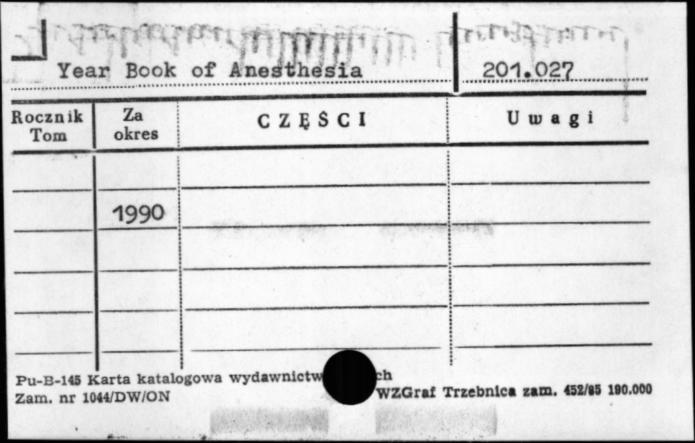 Year Book of Anesthesia 201.027
Rocznik Tom Za okres CZĘŚCI Uwagi
1990
Pu-B-145 Karta katalogowa wydawnictw ch
Zam. nr 1044/DW/ON WZGraf Trzebnica zam. 452/85 190.000